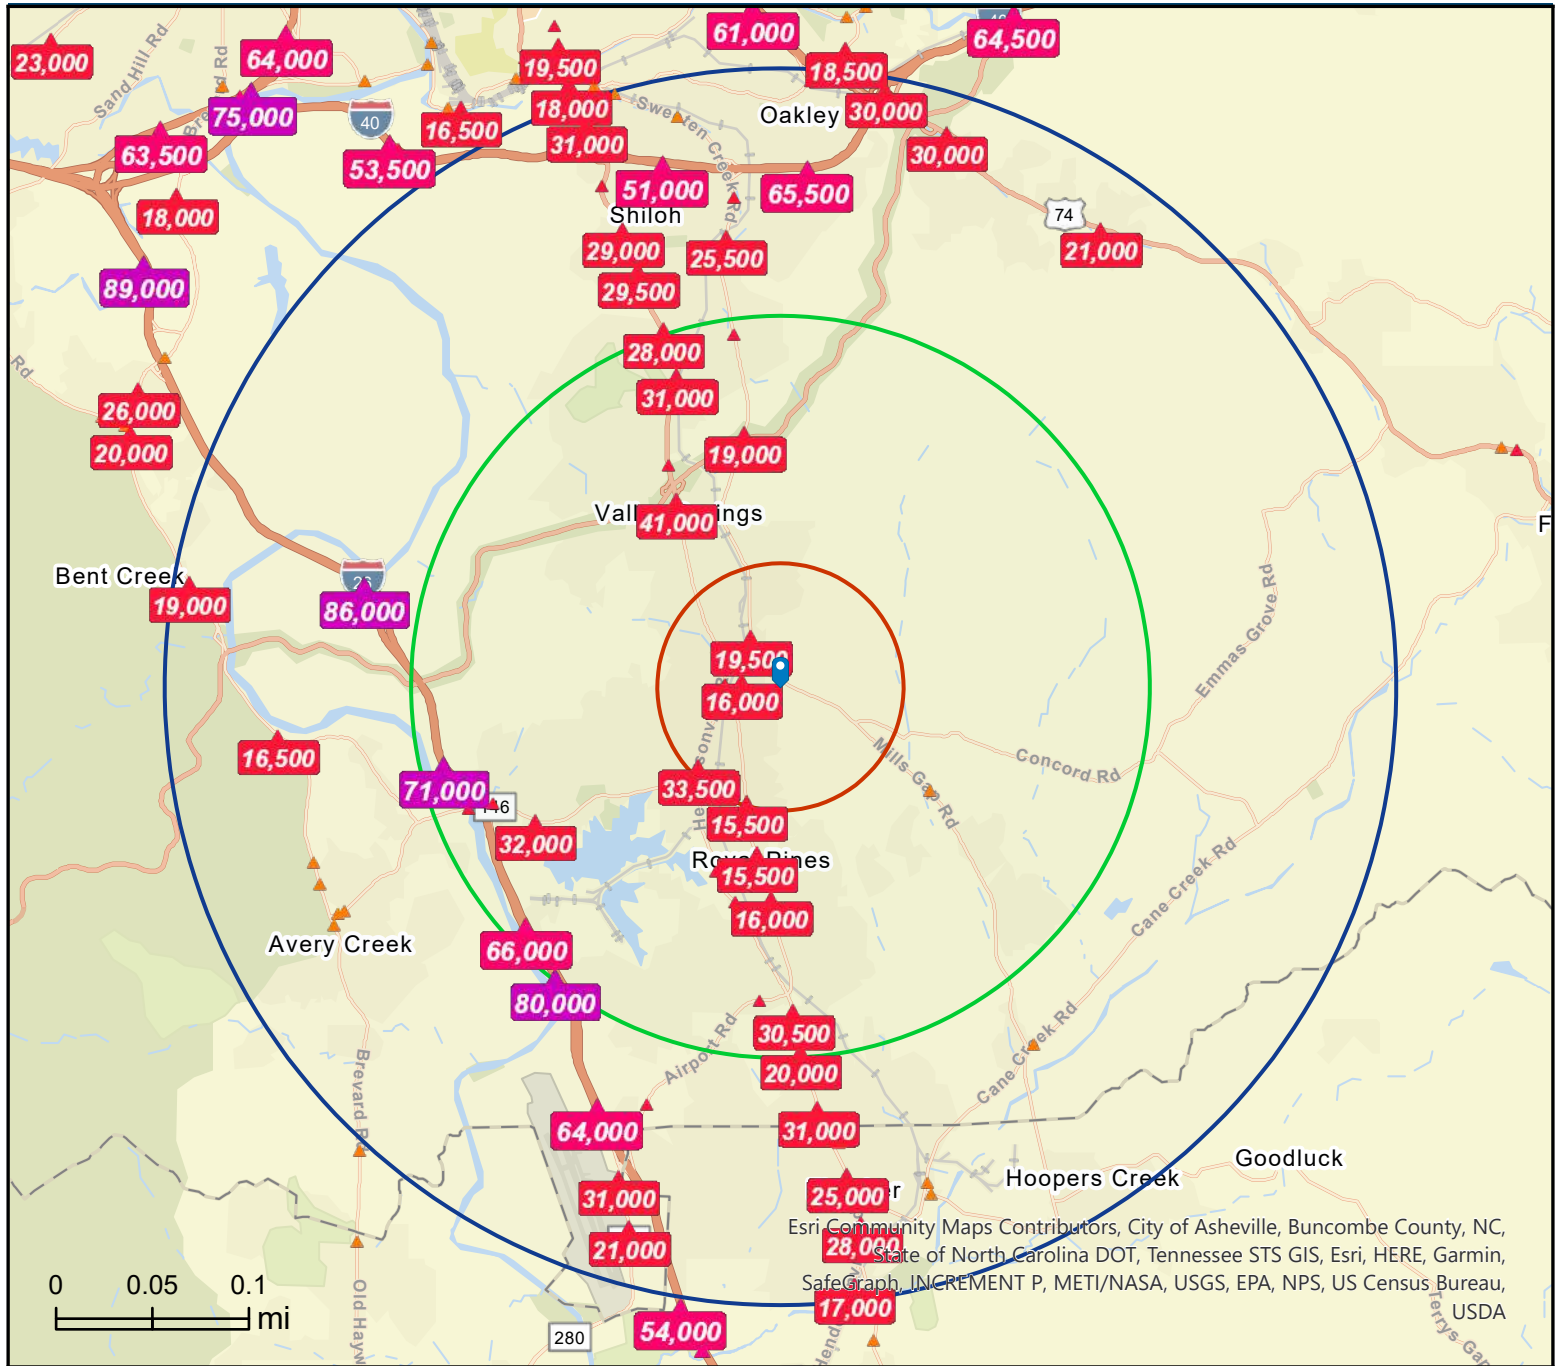 61,000
64,500
23,000
Sand Hill Rd
Rd
64,000
19,500
18,500
75,000
40
16,500
18,000
Oakley
30,000
63,500
53,500
31,000
Creek Rd
30,000
51,000
65,500
18,000
Shiloh
74
29,000
25,500
21,000
89,000
29,500
28,000
Rd
26,000
31,000
20,000
19,000
41,000
Bent Creek
26
19,000
86,000
Emmas Grove Rd
19,500
16,000
16,500
Mills Gap Rd
Concord Rd
71,000
33,500
15,500
32,000
15,500
Cane Creek Rd
16,000
Avery Creek
66,000
80,000
30,500
Airport Rd
Cane Creek Rd
20,000
Brevard Rd
64,000
31,000
Goodluck
Hoopers Creek
31,000
25,000
21,000
28,000
Esri Community Maps Contributors, City of Asheville, Buncombe County, NC,
State of North Carolina DOT, Tennessee STS GIS, Esri, HERE, Garmin,
SafeGraph, INCREMENT P, METI/NASA, USGS, EPA, NPS, US Census Bureau,
USDA
0 0.05 0.1
mi
17,000
54,000
280